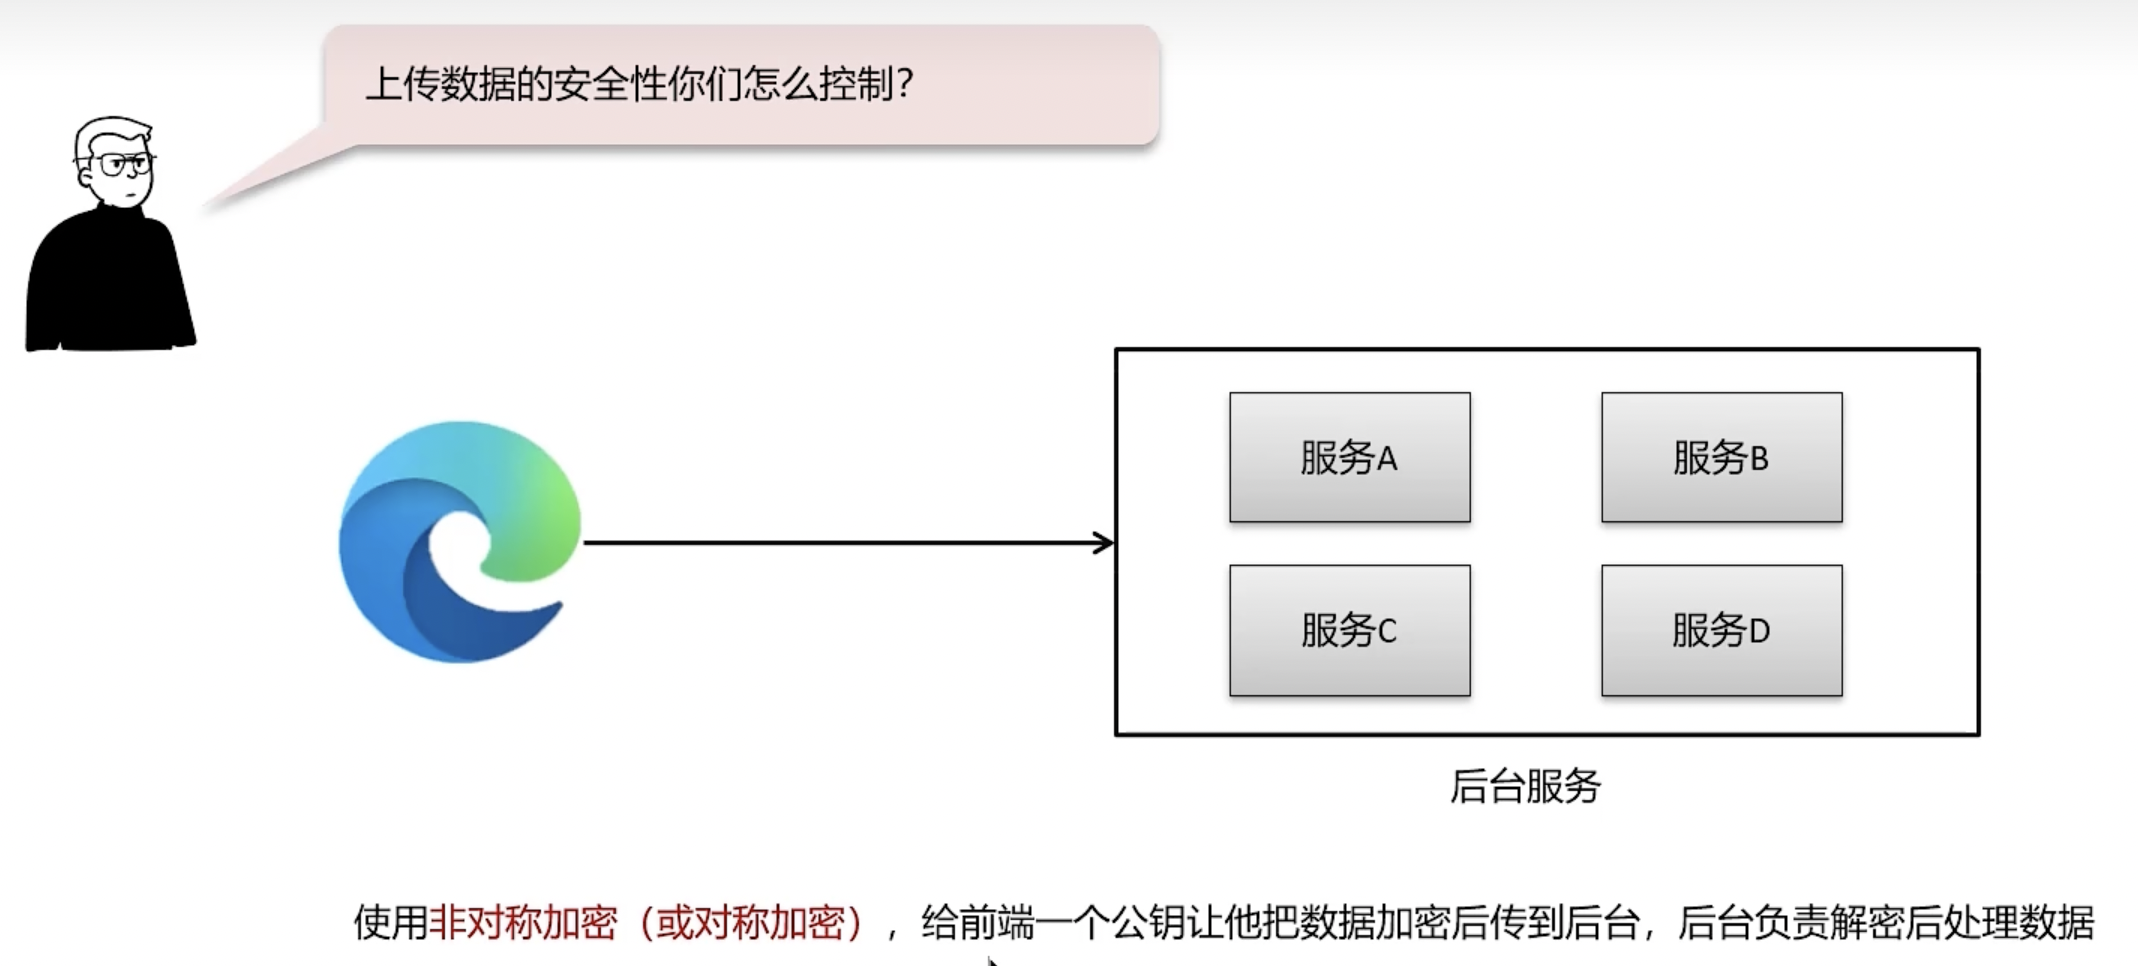 上传数据的安全性你们怎么控制？
服务A
服务B
服务C
服务D
后台服务
使用非对称加密（或对称加密），给前端一个公钥让他把数据加密后传到后台，后台负责解密后处理数据